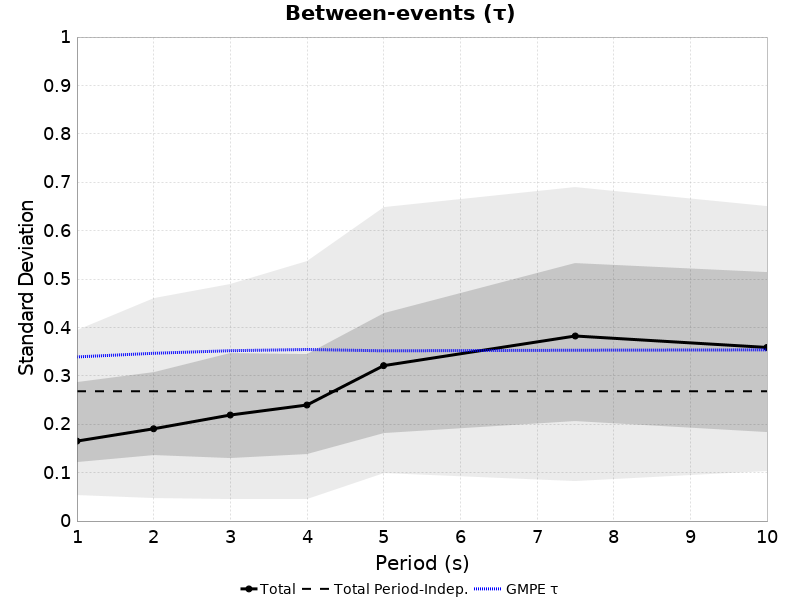 Between-events (τ)
Standard Deviation
1
0.9
0.8
0.7
0.6
0.5
0.4
0.3
0.2
0.1
0
1 2 3 4 5 6 7 8 9 10
Period (s)
Total Total Period-Indep. GMPE τ